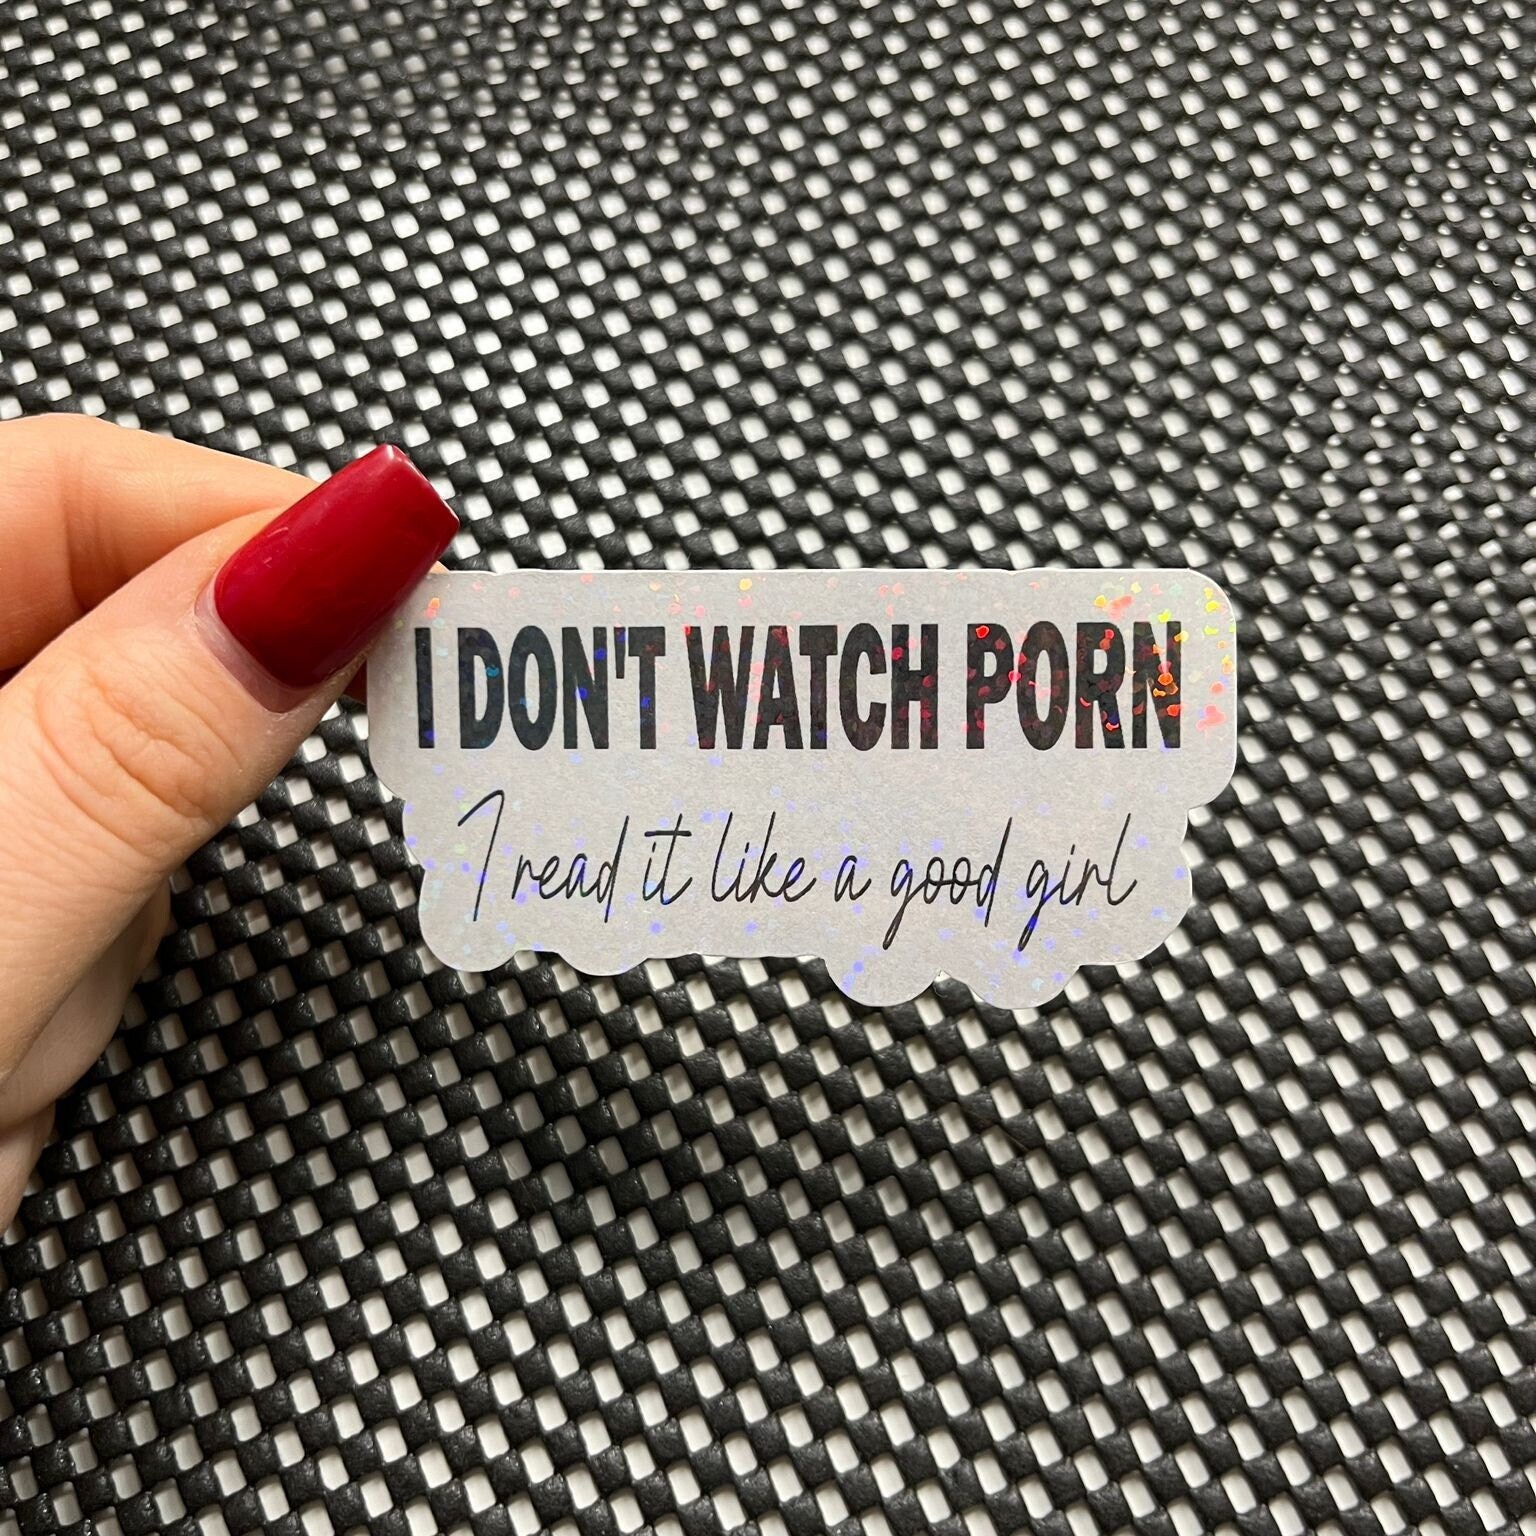 I DON'T WATCH PORN
I read it like a good girl